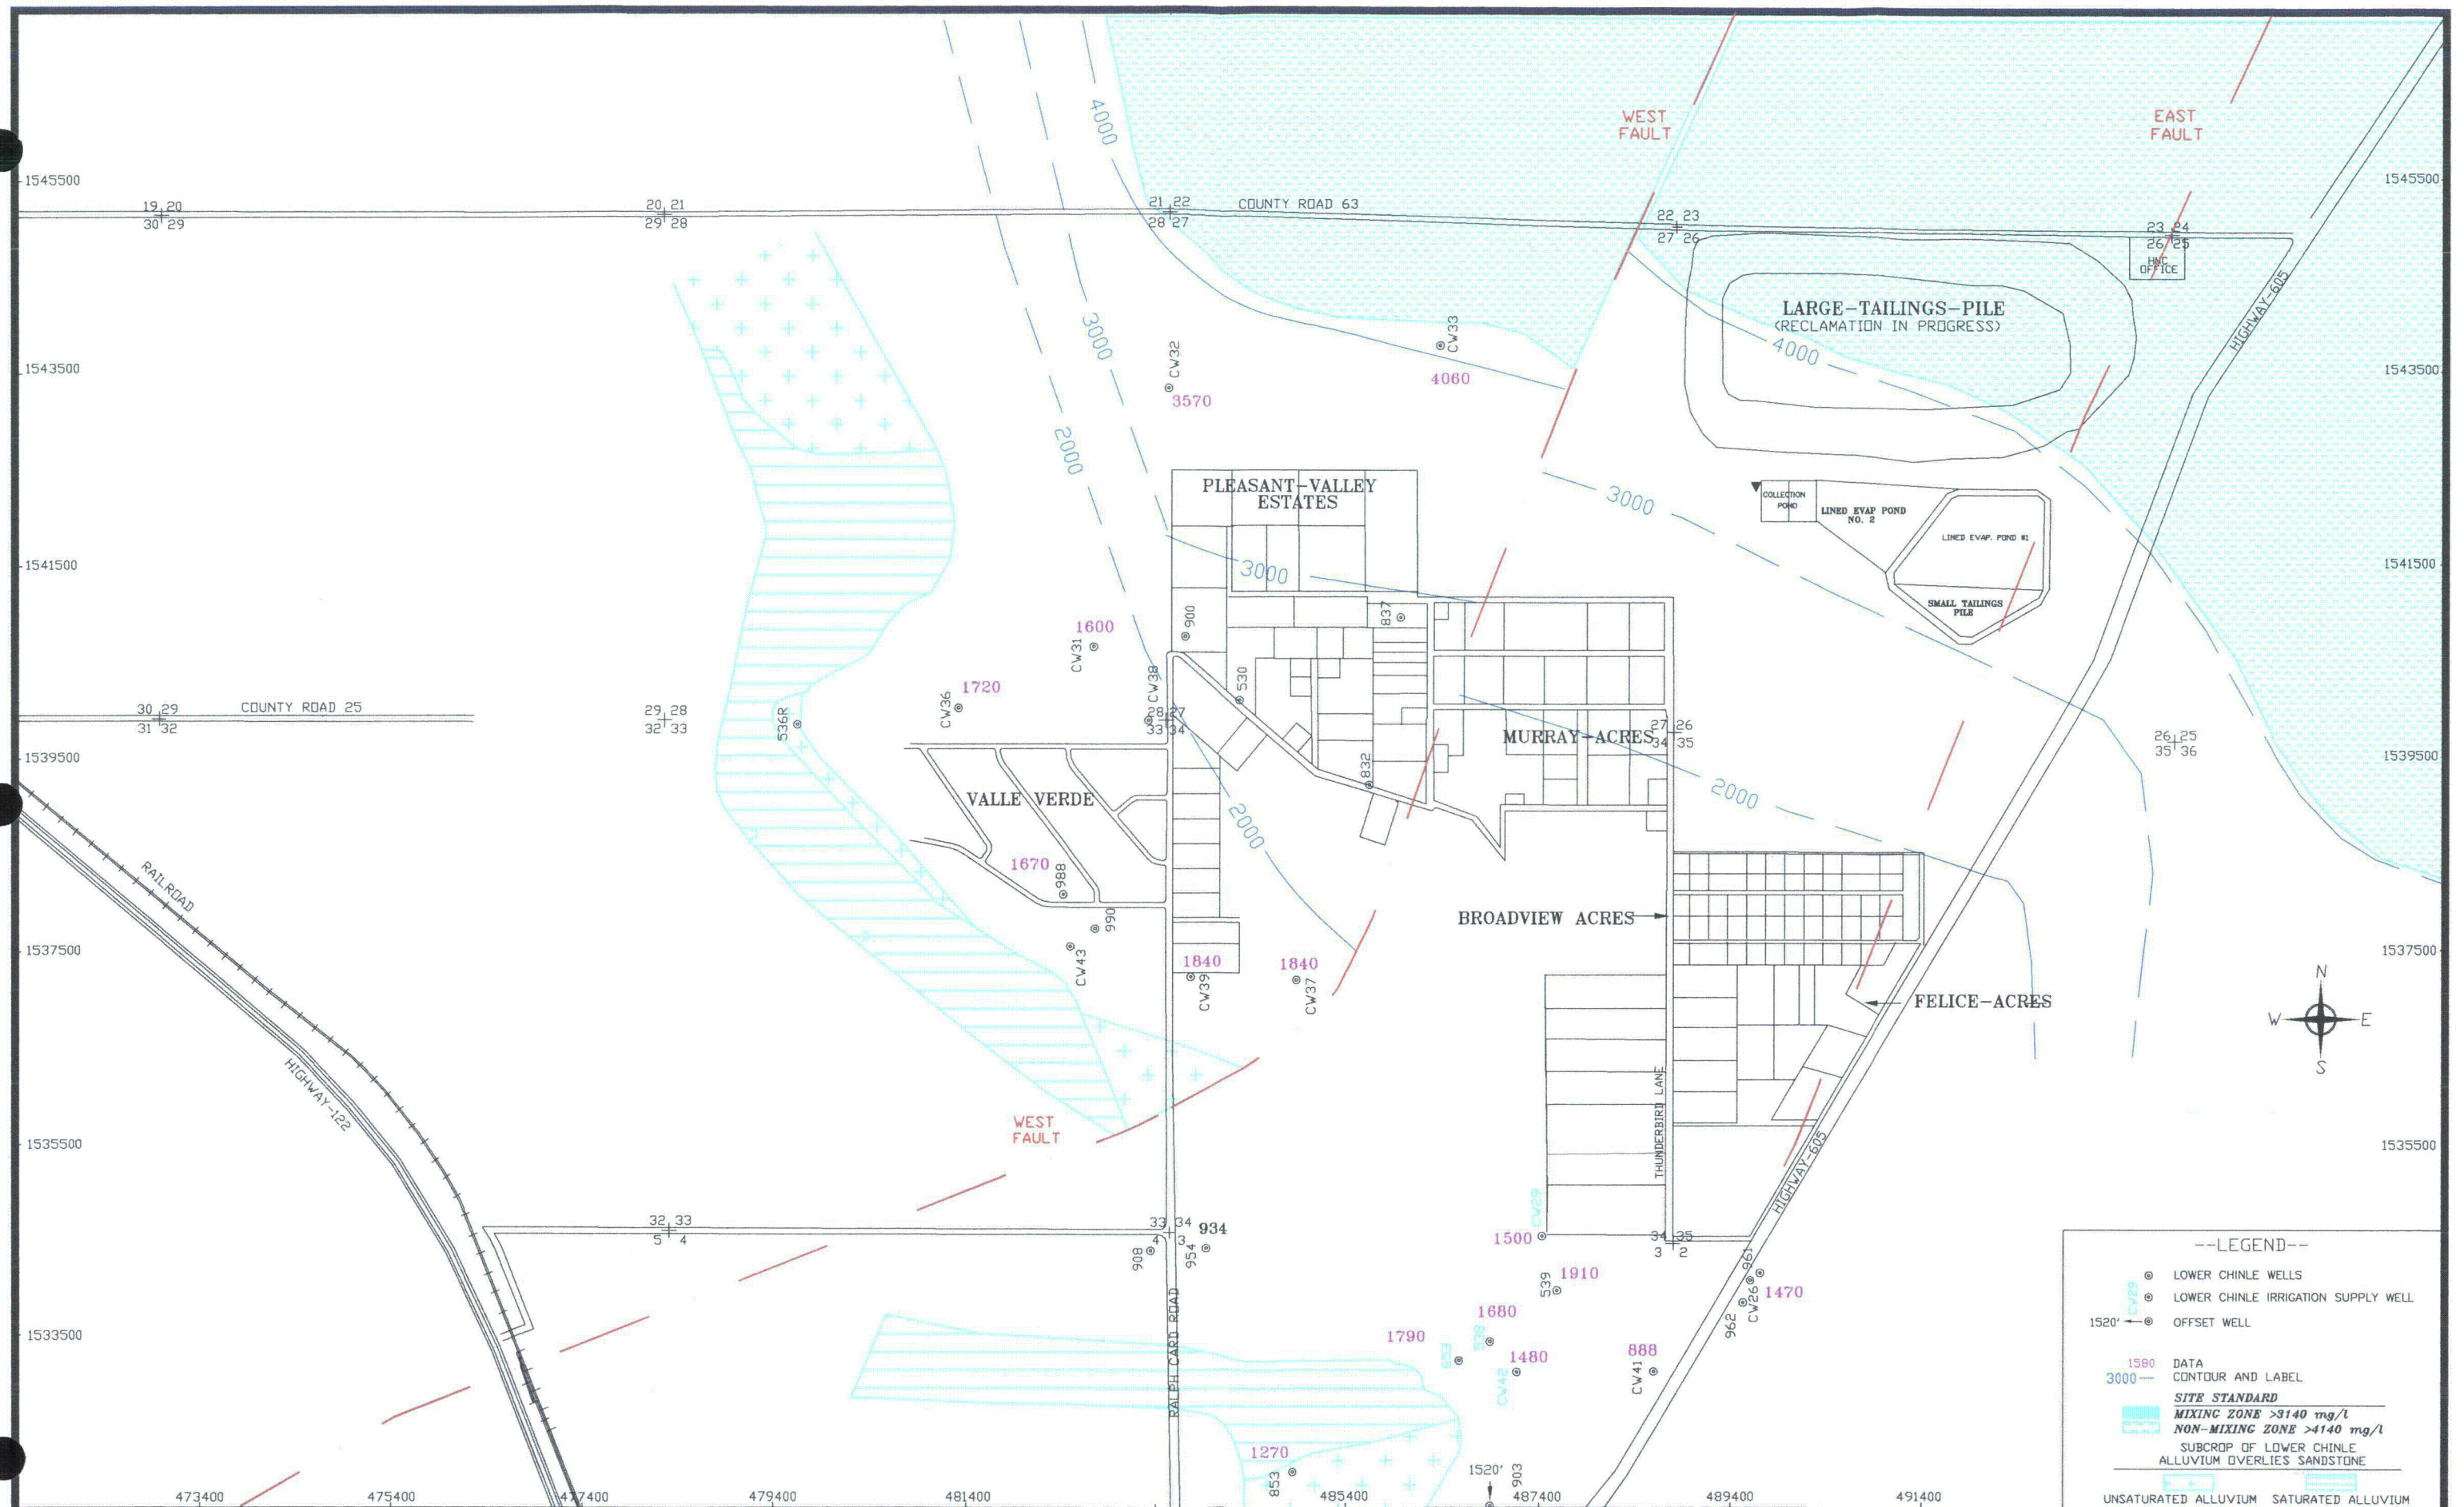 WEST
FAULT
EAST
FAULT
4000
1545500
1545500
19 20
30 29
20 21
29 28
21 22
28 27
COUNTY ROAD 63
22 23
27 26
23 24
26 25
HMC
OFFICE
HIGHWAY-605
LARGE-TAILINGS-PILE
(RECLAMATION IN PROGRESS)
4000
3000
CW32
3570
CW33
4060
1543500
1543500
2000
PLEASANT-VALLEY
ESTATES
3000
COLLECTION
POND
LINED EVAP POND
NO. 2
LINED EVAP. POND #1
SMALL TAILINGS
PILE
1541500
1541500
3000
837
900
1600
CW31
530
CW38
1720
CW36
536R
30 29
31 32
COUNTY ROAD 25
29 28
32 33
28 27
33 34
MURRAY-ACRES
27 26
34 35
26 25
35 36
1539500
1539500
832
2000
VALLE VERDE
2000
1670
988
990
CW43
BROADVIEW ACRES
1537500
1537500
1840
CW39
1840
CW37
FELICE-ACRES
N
W
E
S
RAILROAD
HIGHWAY-122
WEST
FAULT
THUNDERBIRD LANE
HIGHWAY-605
1535500
1535500
32 33
5 4
33 34
4 3
934
908
954
CW29
1500
34 35
3 2
539
1910
961
CW26
1470
962
1680
538
1790
653
1480
CW42
888
CW41
1533500
RALPH CARD ROAD
1270
853
1520'
903
473400
475400
477400
479400
481400
485400
487400
489400
491400
--LEGEND--
LOWER CHINLE WELLS
CW29
LOWER CHINLE IRRIGATION SUPPLY WELL
1520'
OFFSET WELL
1580 DATA
3000 CONTOUR AND LABEL
SITE STANDARD
MIXING ZONE >3140 mg/l
NON-MIXING ZONE >4140 mg/l
SUBCROP OF LOWER CHINLE
ALLUVIUM OVERLIES SANDSTONE
UNSATURATED ALLUVIUM SATURATED ALLUVIUM